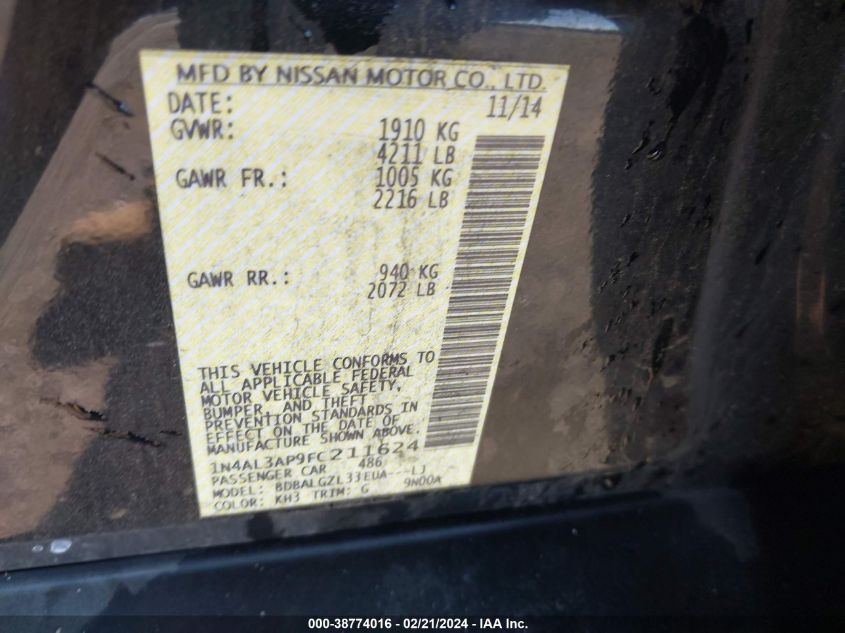 MFD BY NISSAN MOTOR CO., LTD.
DATE: 11/14
GVWR: 1910 KG
4211 LB
GAWR FR.: 1005 KG
2216 LB
GAWR RR.: 940 KG
2072 LB
THIS VEHICLE CONFORMS TO
ALL APPLICABLE FEDERAL
MOTOR VEHICLE SAFETY,
BUMPER, AND THEFT
PREVENTION STANDARDS IN
EFFECT ON THE DATE OF
MANUFACTURE SHOWN ABOVE.
1N4AL3AP9FC211624
PASSENGER CAR 486
MODEL: BDBALGZL33EUA---LJ
COLOR: KH3 TRIM: G 9N00A
000-38774016 - 02/21/2024 - IAA Inc.